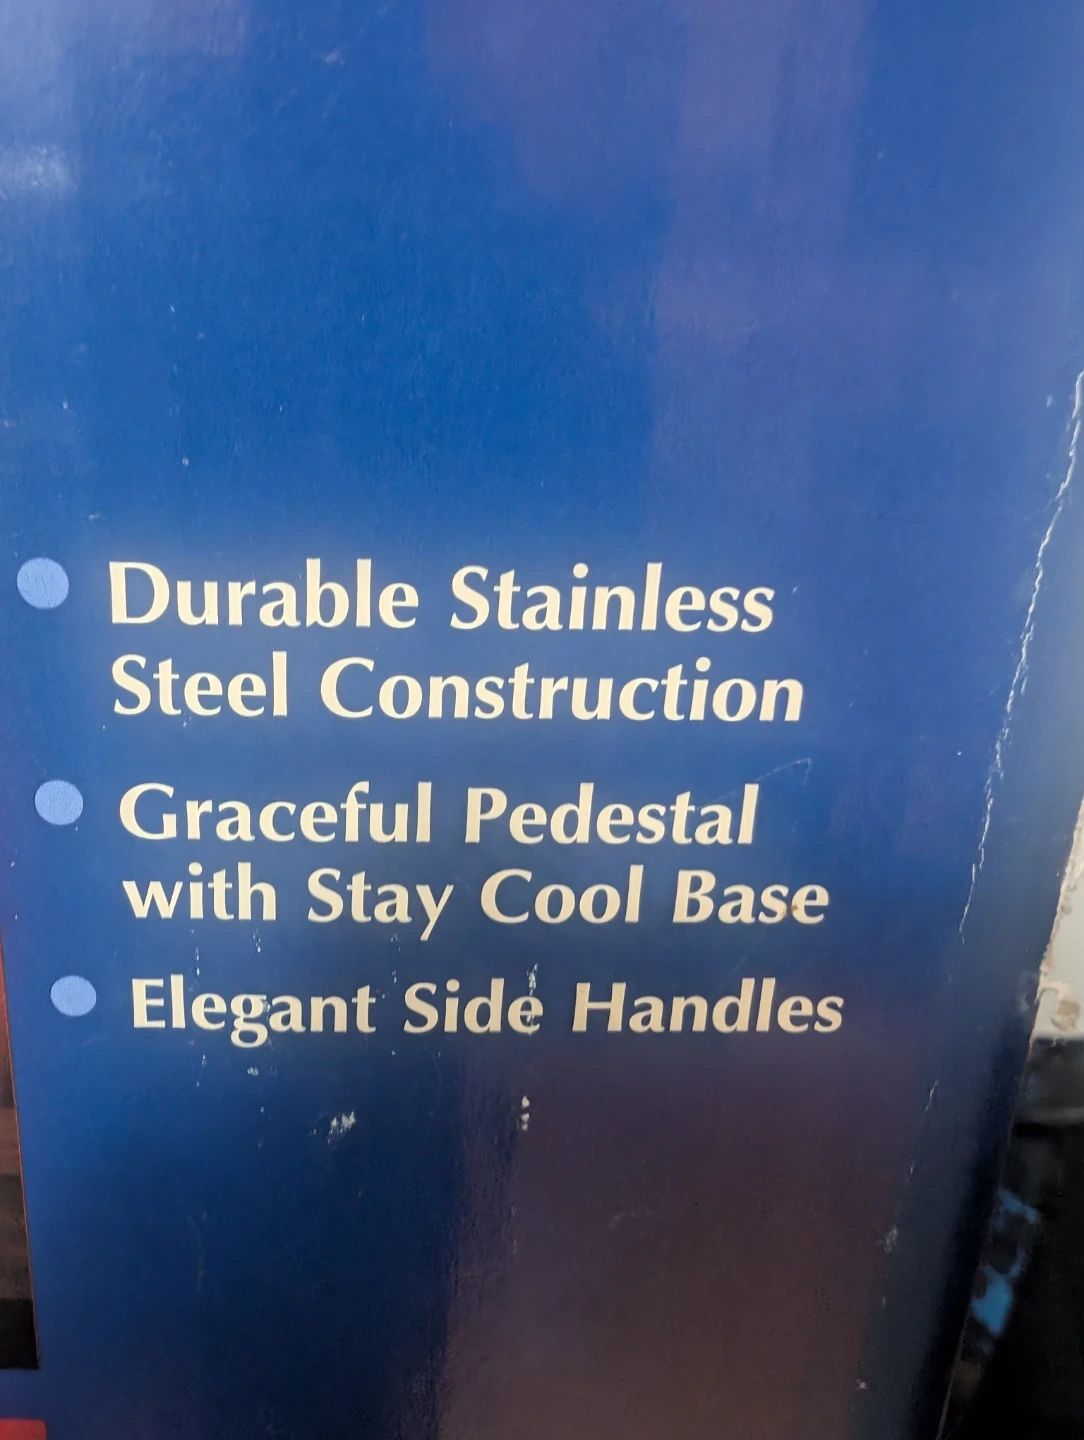 Durable Stainless
Steel Construction
Graceful Pedestal
with Stay Cool Base
Elegant Side Handles